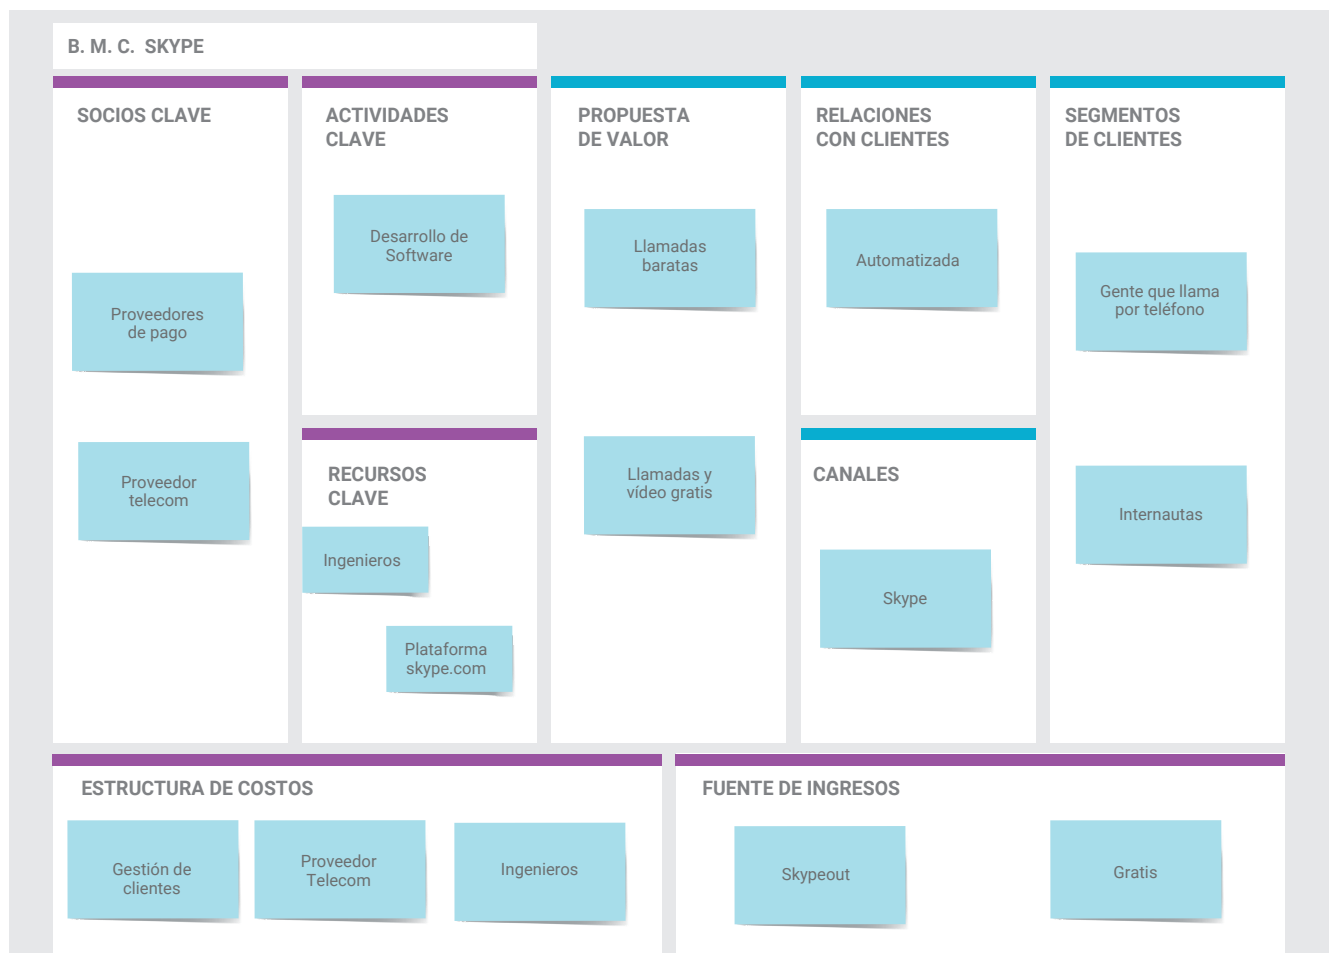 B. M. C. SKYPE
SOCIOS CLAVE
Proveedores
de pago
Proveedor
telecom
ACTIVIDADES
CLAVE
Desarrollo de
Software
RECURSOS
CLAVE
Ingenieros
Plataforma
skype.com
PROPUESTA
DE VALOR
Llamadas
baratas
Llamadas y
vídeo gratis
RELACIONES
CON CLIENTES
Automatizada
CANALES
Skype
SEGMENTOS
DE CLIENTES
Gente que llama
por teléfono
Internautas
ESTRUCTURA DE COSTOS
Gestión de
clientes
Proveedor
Telecom
Ingenieros
FUENTE DE INGRESOS
Skypeout
Gratis